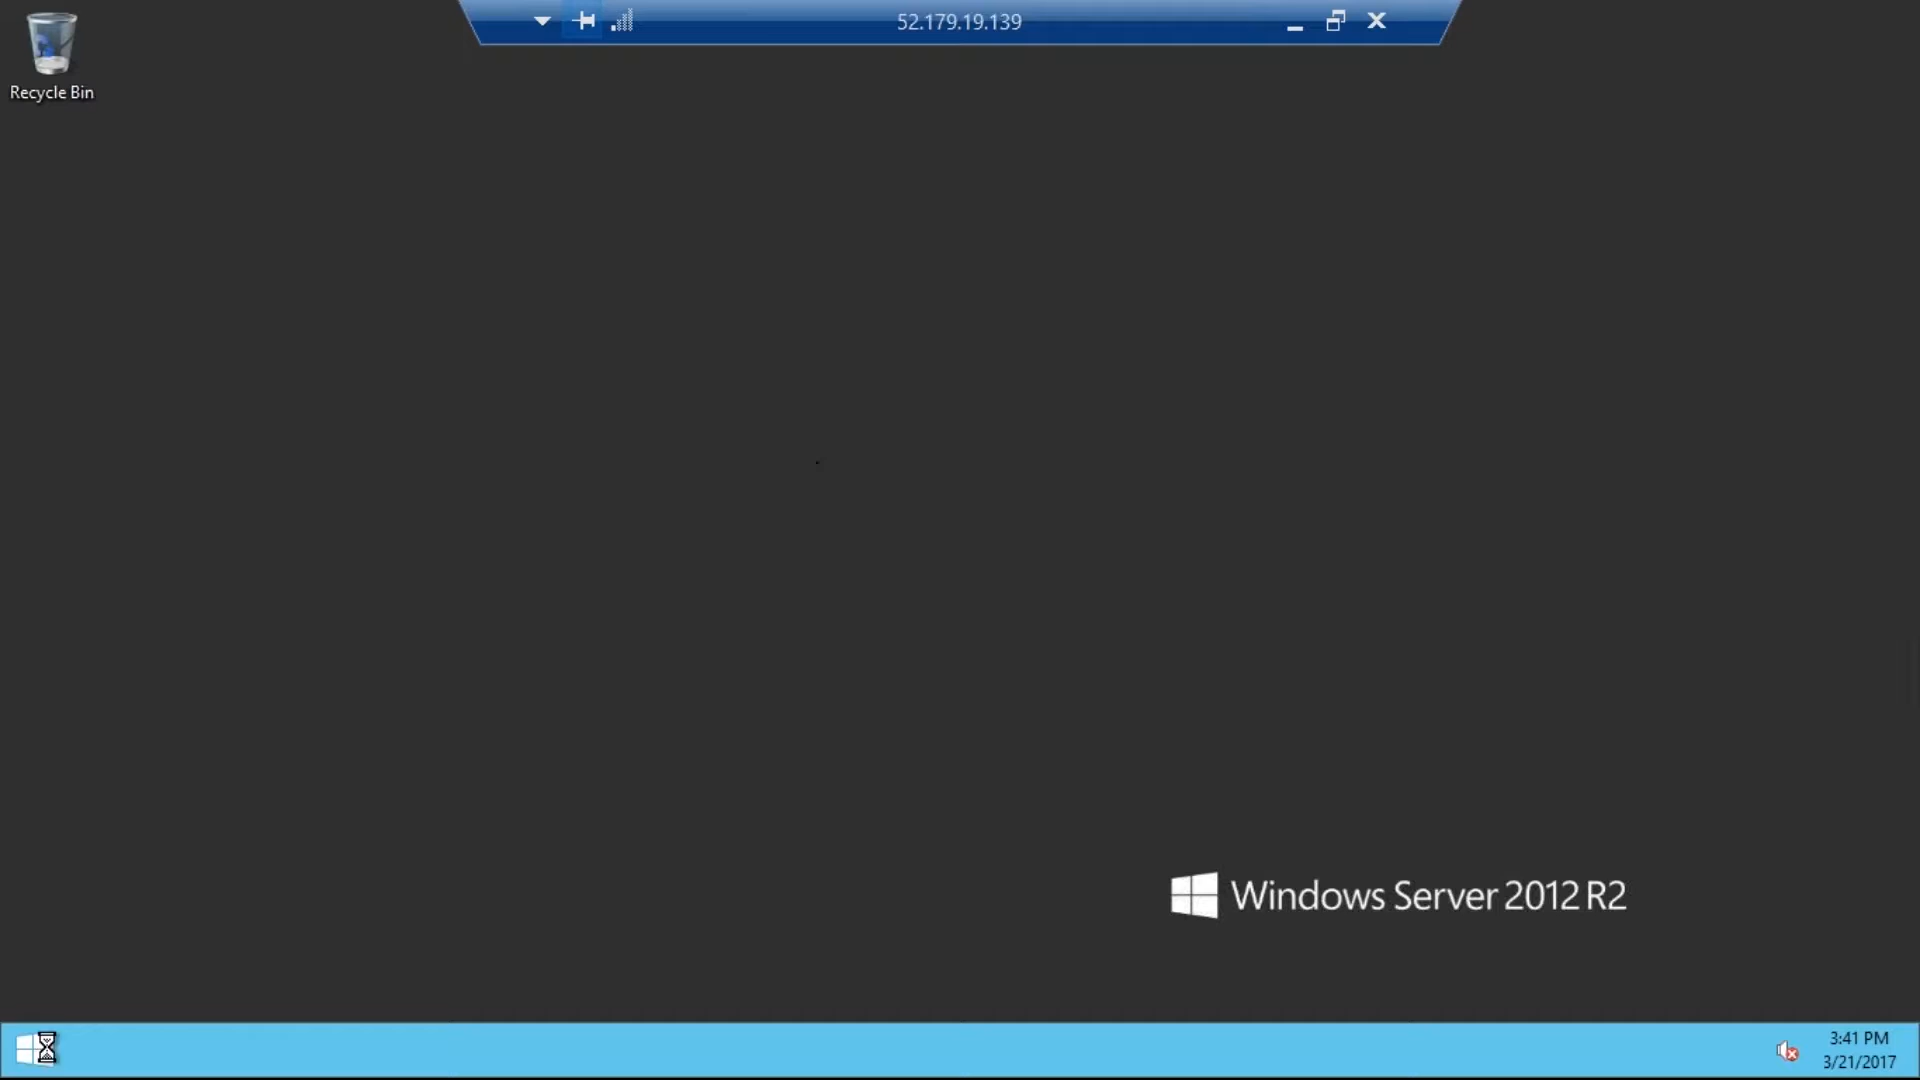 52.179.19.139
Recycle Bin
Windows Server 2012 R2
3:41 PM
3/21/2017